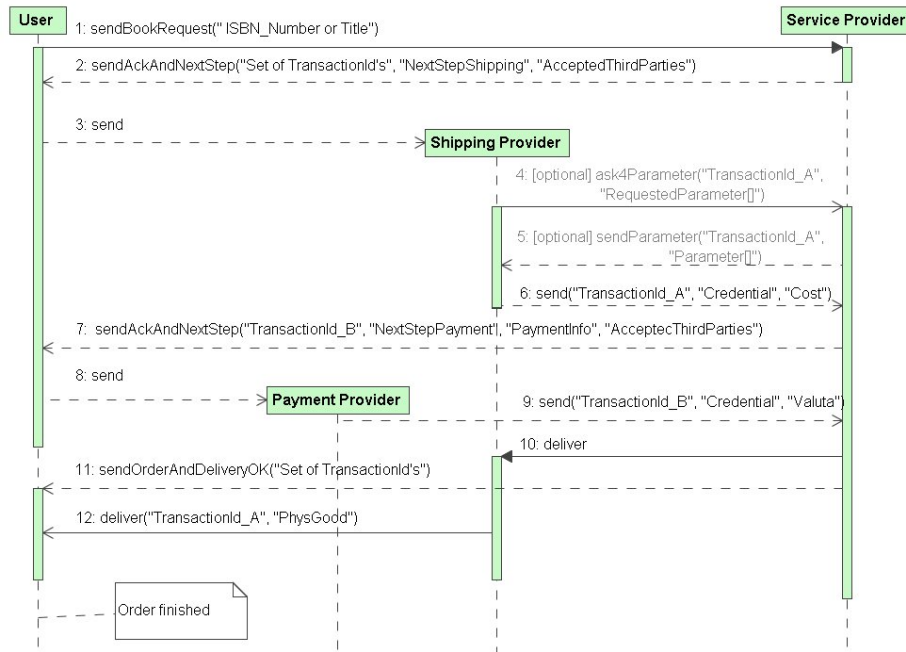 User
Service Provider
1: sendBookRequest(" ISBN_Number or Title")
2: sendAckAndNextStep("Set of TransactionId's", "NextStepShipping", "AcceptedThirdParties")
3: send
Shipping Provider
4: [optional] ask4Parameter("TransactionId_A",
"RequestedParameter[]")
5: [optional] sendParameter("TransactionId_A",
"Parameter[]")
6: send("TransactionId_A", "Credential", "Cost")
7: sendAckAndNextStep("TransactionId_B", "NextStepPayment", "PaymentInfo", "AcceptecThirdParties")
8: send
Payment Provider
9: send("TransactionId_B", "Credential", "Valuta")
10: deliver
11: sendOrderAndDeliveryOK("Set of TransactionId's")
12: deliver("TransactionId_A", "PhysGood")
Order finished